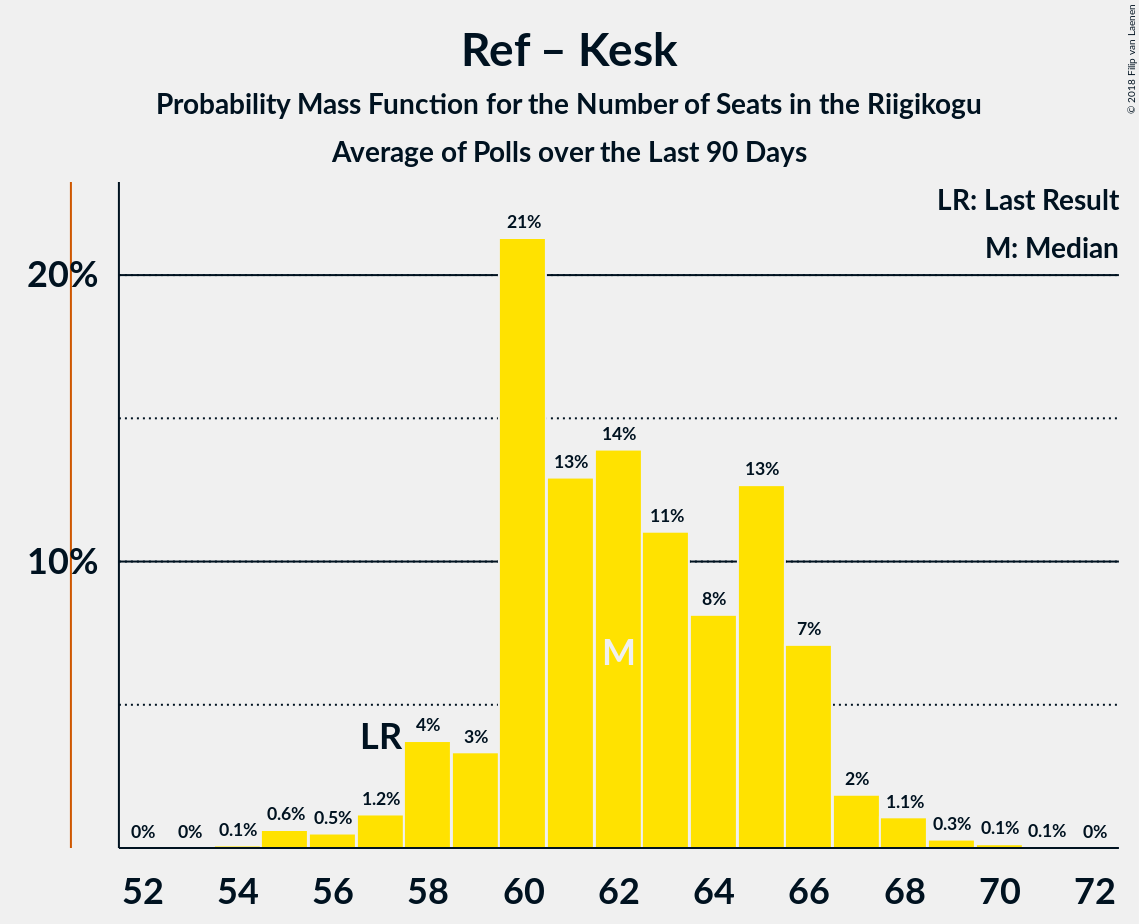 Ref – Kesk
Probability Mass Function for the Number of Seats in the Riigikogu
Average of Polls over the Last 90 Days
© 2018 Filip van Laenen
LR: Last Result
M: Median
20%
10%
0%
0%
0.1%
0.6%
0.5%
1.2%
LR
4%
3%
21%
13%
14%
M
11%
8%
13%
7%
2%
1.1%
0.3%
0.1%
0.1%
0%
52 54 56 58 60 62 64 66 68 70 72